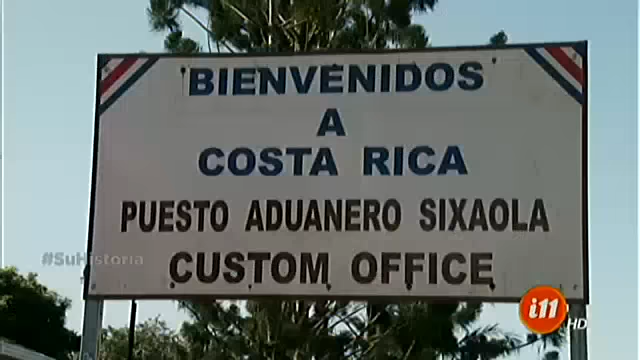 BIENVENIDOS
A
COSTA RICA
PUESTO ADUANERO SIXAOLA
CUSTOM OFFICE
#SuHistoria
i11
HD